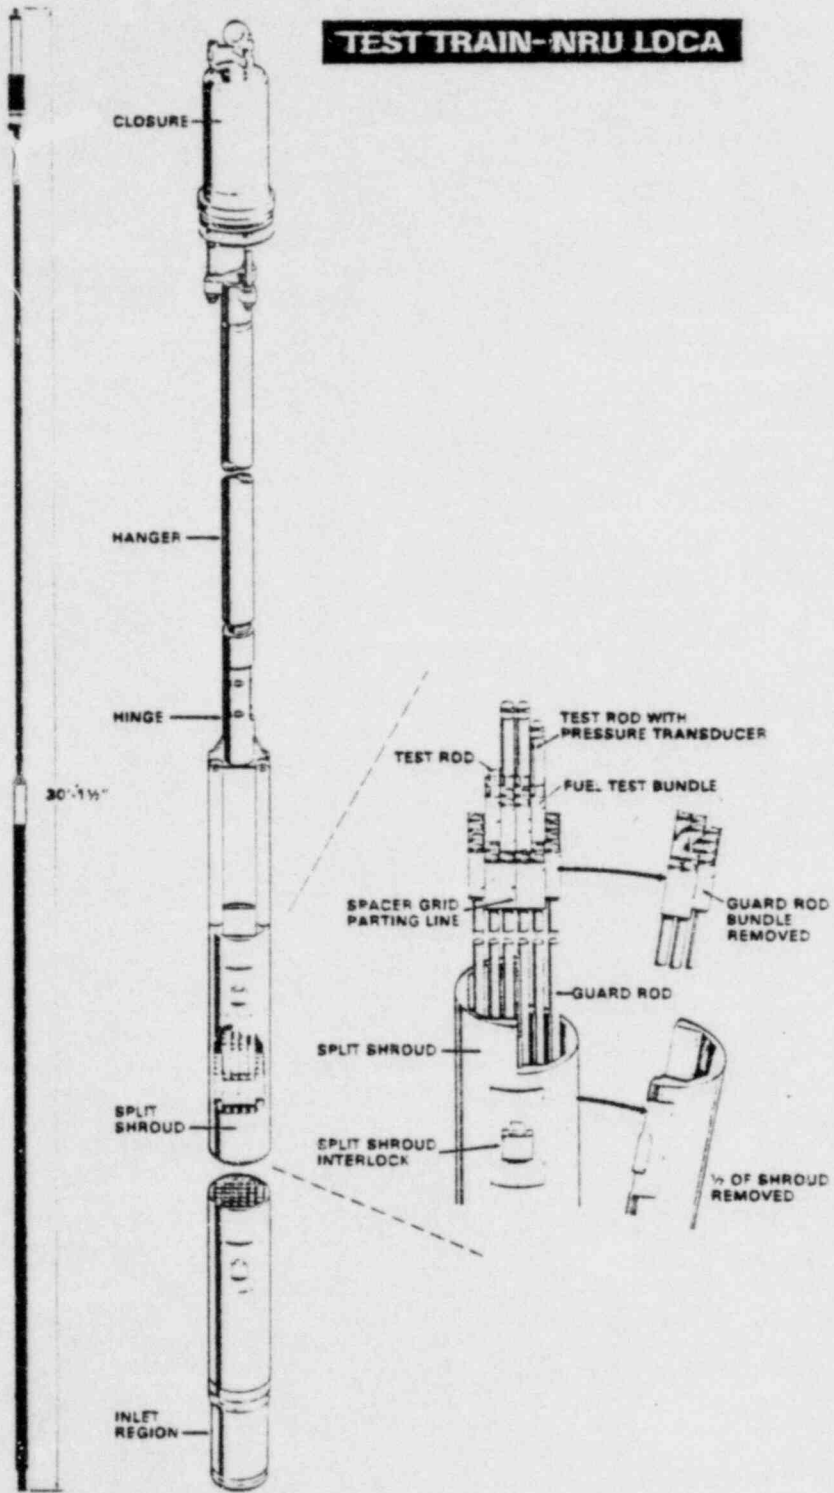 TEST TRAIN-NRU LOCA
CLOSURE
HANGER
HINGE
30'-1½"
SPLIT
SHROUD
INLET
REGION
TEST ROD WITH
PRESSURE TRANSDUCER
TEST ROD
FUEL TEST BUNDLE
SPACER GRID
PARTING LINE
GUARD ROD
BUNDLE
REMOVED
GUARD ROD
SPLIT SHROUD
SPLIT SHROUD
INTERLOCK
½ OF SHROUD
REMOVED